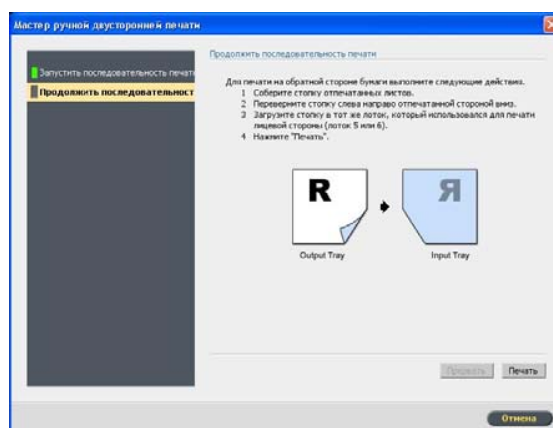 Мастер ручной двусторонней печати
Запустить последовательность печати
Продолжить последовательност
Продолжить последовательность печати
Для печати на обратной стороне бумаги выполните следующие действия.
1 Соберите стопку отпечатанных листов.
2 Переверните стопку слева направо отпечатанной стороной вниз.
3 Загрузите стопку в тот же лоток, который использовался для печати
лицевой стороны (лоток 5 или 6).
4 Нажмите "Печать".
R
Я
Output Tray
Input Tray
Печать
Отмена